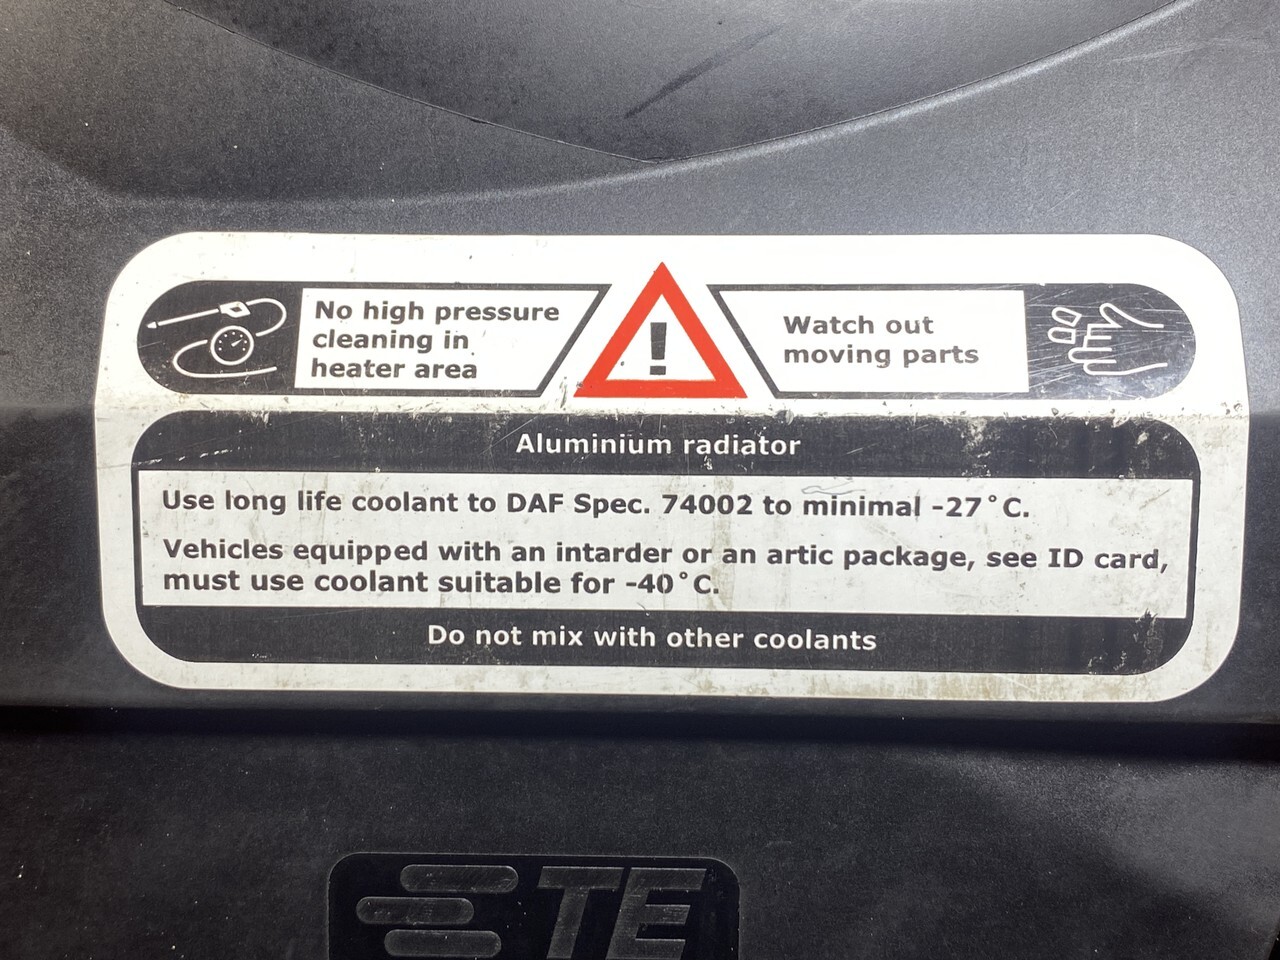 No high pressure
cleaning in
heater area
!
Watch out
moving parts
Aluminium radiator
Use long life coolant to DAF Spec. 74002 to minimal -27°C.
Vehicles equipped with an intarder or an artic package, see ID card,
must use coolant suitable for -40°C.
Do not mix with other coolants
TE